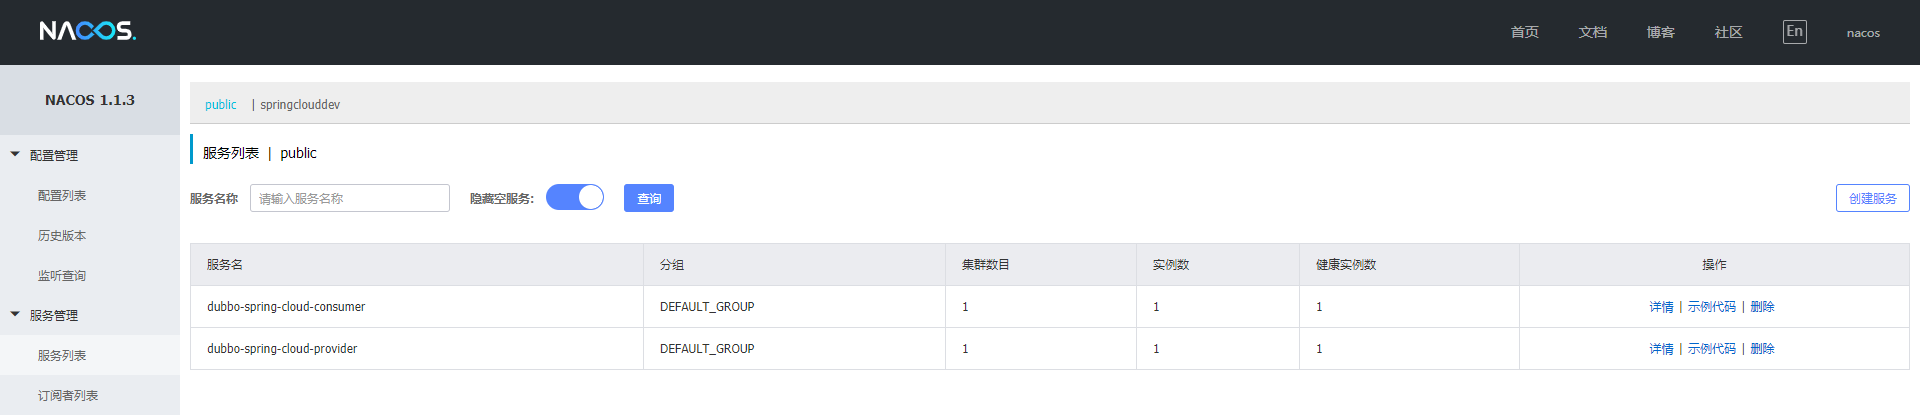 NACOS.
首页 文档 博客 社区 En nacos
NACOS 1.1.3
配置管理
配置列表
历史版本
监听查询
服务管理
服务列表
订阅者列表
public | springclouddev
服务列表 | public
服务名称 请输入服务名称 隐藏空服务: 查询 创建服务
服务名 分组 集群数目 实例数 健康实例数 操作
dubbo-spring-cloud-consumer DEFAULT_GROUP 1 1 1 详情 | 示例代码 | 删除
dubbo-spring-cloud-provider DEFAULT_GROUP 1 1 1 详情 | 示例代码 | 删除